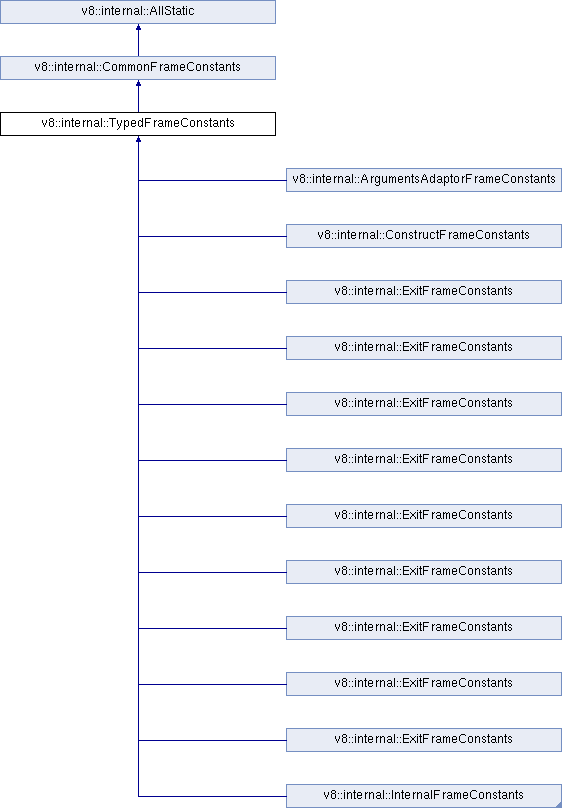 v8::internal::AllStatic
v8::internal::CommonFrameConstants
v8::internal::TypedFrameConstants
v8::internal::ArgumentsAdaptorFrameConstants
v8::internal::ConstructFrameConstants
v8::internal::ExitFrameConstants
v8::internal::ExitFrameConstants
v8::internal::ExitFrameConstants
v8::internal::ExitFrameConstants
v8::internal::ExitFrameConstants
v8::internal::ExitFrameConstants
v8::internal::ExitFrameConstants
v8::internal::ExitFrameConstants
v8::internal::ExitFrameConstants
v8::internal::InternalFrameConstants